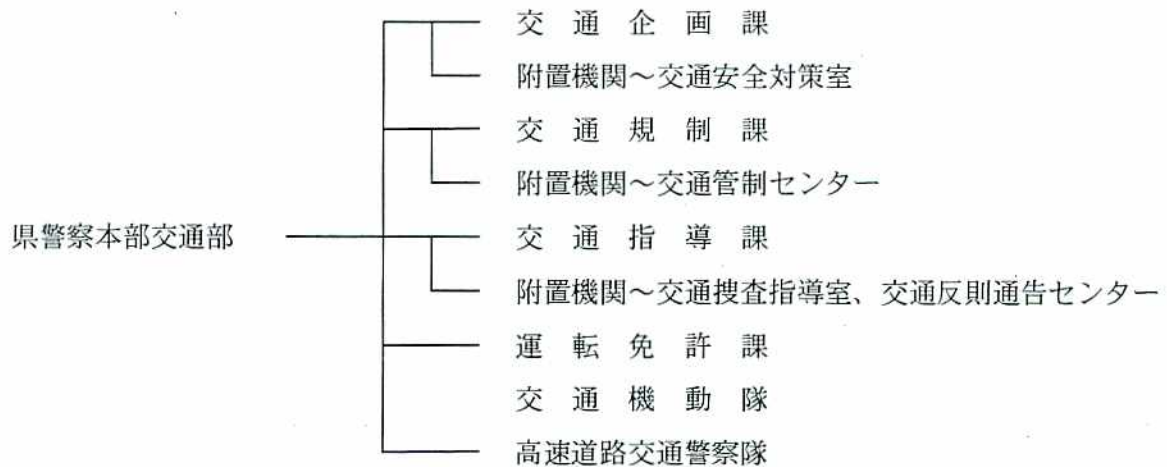 交通企画課
附置機関～交通安全対策室
交通規制課
附置機関～交通管制センター
県警察本部交通部
交通指導課
附置機関～交通捜査指導室、交通反則通告センター
運転免許課
交通機動隊
高速道路交通警察隊